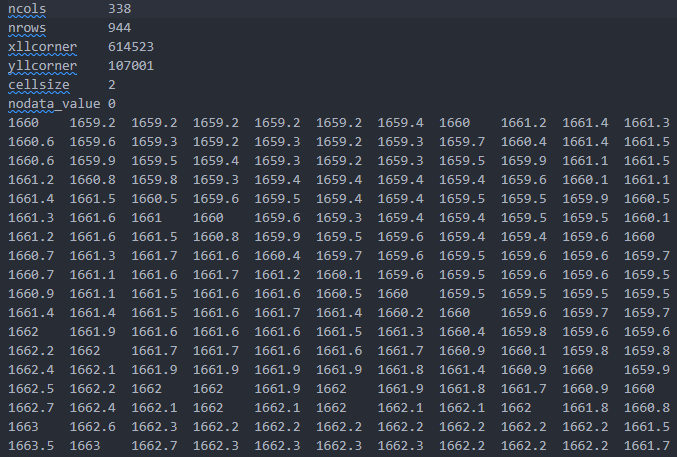 ncols 338
nrows 944
xllcorner 614523
yllcorner 107001
cellsize 2
nodata_value 0
1660 1659.2 1659.2 1659.2 1659.2 1659.2 1659.4 1660 1661.2 1661.4 1661.3
1660.6 1659.6 1659.3 1659.2 1659.3 1659.2 1659.3 1659.7 1660.4 1661.4 1661.5
1660.6 1659.9 1659.5 1659.4 1659.3 1659.2 1659.3 1659.5 1659.9 1661.1 1661.5
1661.2 1660.8 1659.8 1659.3 1659.4 1659.4 1659.4 1659.4 1659.6 1660.1 1661.1
1661.4 1661.5 1660.5 1659.6 1659.5 1659.4 1659.4 1659.5 1659.5 1659.9 1660.5
1661.3 1661.6 1661 1660 1659.6 1659.3 1659.4 1659.4 1659.5 1659.5 1660.1
1661.2 1661.6 1661.5 1660.8 1659.9 1659.5 1659.6 1659.4 1659.4 1659.6 1660
1660.7 1661.3 1661.7 1661.6 1660.4 1659.7 1659.6 1659.5 1659.6 1659.6 1659.7
1660.7 1661.1 1661.6 1661.7 1661.2 1660.1 1659.6 1659.5 1659.5 1659.6 1659.5
1660.9 1661.1 1661.5 1661.6 1661.6 1660.5 1660 1659.5 1659.5 1659.5 1659.5
1661.4 1661.4 1661.5 1661.6 1661.7 1661.4 1660.2 1660 1659.6 1659.7 1659.7
1662 1661.9 1661.6 1661.6 1661.6 1661.5 1661.3 1660.4 1659.8 1659.6 1659.6
1662.2 1662 1661.7 1661.7 1661.6 1661.6 1661.7 1660.9 1660.1 1659.8 1659.8
1662.4 1662.1 1661.9 1661.9 1661.9 1661.9 1661.8 1661.4 1660.9 1660 1659.9
1662.5 1662.2 1662 1662 1661.9 1662 1661.9 1661.8 1661.7 1660.9 1660
1662.7 1662.4 1662.1 1662 1662.1 1662 1662.1 1662.1 1662 1661.8 1660.8
1663 1662.6 1662.3 1662.2 1662.2 1662.2 1662.2 1662.2 1662.2 1662.2 1661.5
1663.5 1663 1662.7 1662.3 1662.3 1662.3 1662.3 1662.2 1662.2 1662.2 1661.7